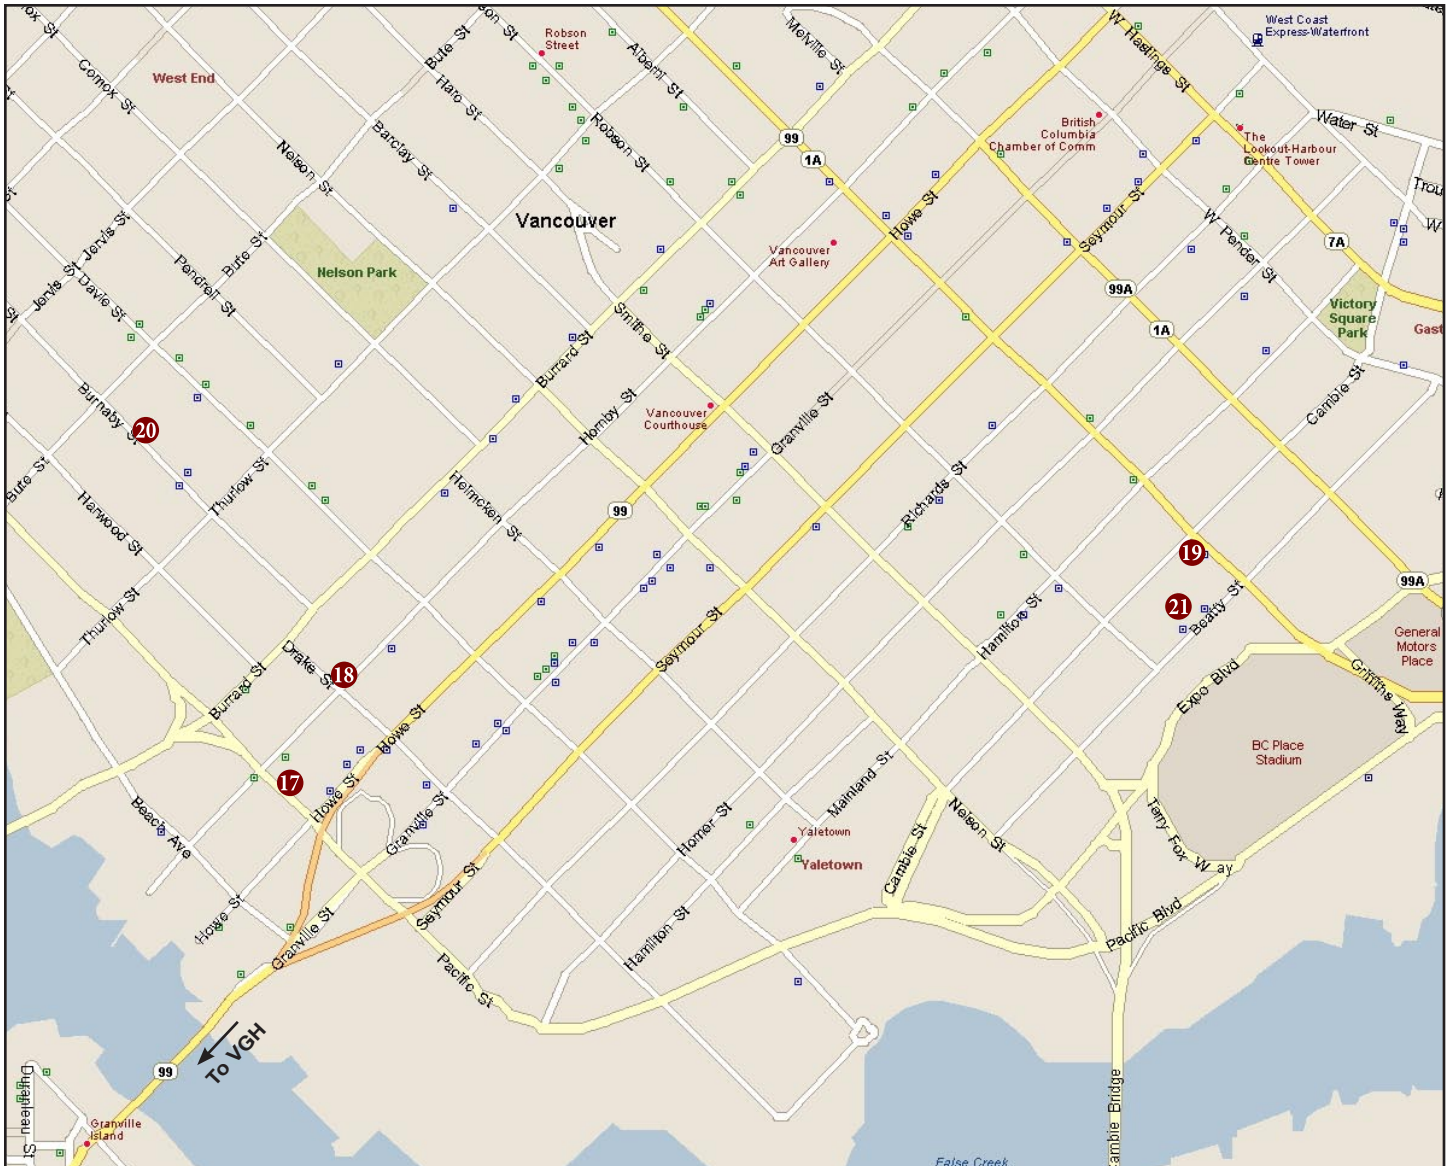 West Coast
Express-Waterfront
Robson
Street
Melville St
W Hastings St
Bute St
Alberni St
West End
Comox St
Haro St
British
Columbia
Chamber of Comm
Water St
The
Lookout-Harbour
Centre Tower
99
1A
Robson St
Barclay St
Nelson St
Trou
W
Vancouver
Howe St
Seymour St
W Pender St
7A
Jervis St
Bute St
Vancouver
Art Gallery
Nelson Park
Pendrell St
Jervis St
Davie St
99A
Victory
Square
Park
Gast
1A
Smithe St
Burrard St
Cambie St
Burnaby St
20
Hornby St
Vancouver
Courthouse
Granville St
Bute St
Thurlow St
Helmcken St
Richards St
Harwood St
99
19
99A
Thurlow St
21
Beatty St
Seymour St
Hamilton St
General
Motors
Place
Drake St
18
Burrard St
Expo Blvd
Griffiths Way
Howe St
BC Place
Stadium
17
Howe St
Mainland St
Beach Ave
Granville St
Homer St
Yaletown
Yaletown
Nelson St
Terry Fox Way
Cambie St
Seymour St
Howe St
Granville St
Hamilton St
Pacific Blvd
Pacific St
To VGH
99
Duranleau St
Granville
Island
ambie Bridge
False Creek